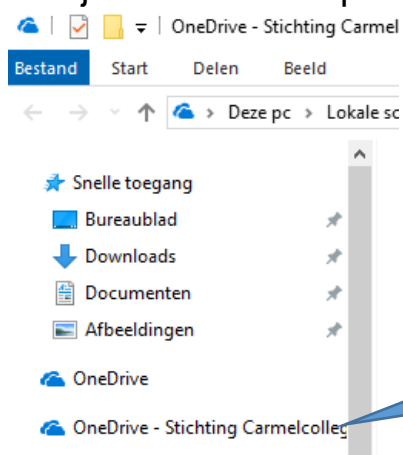 OneDrive - Stichting Carmel
Bestand Start Delen Beeld
Deze pc > Lokale sc
Snelle toegang
Bureaublad
Downloads
Documenten
Afbeeldingen
OneDrive
OneDrive - Stichting Carmelcolleg